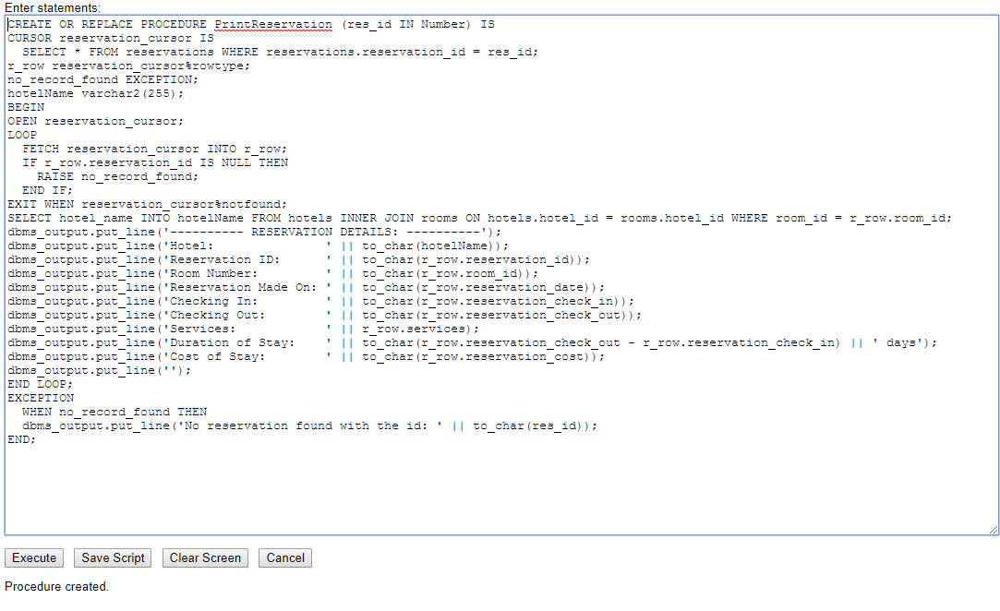 Enter statements:
CREATE OR REPLACE PROCEDURE PrintReservation (res_id IN Number) IS
CURSOR reservation_cursor IS
  SELECT * FROM reservations WHERE reservations.reservation_id = res_id;
r_row reservation_cursor%rowtype;
no_record_found EXCEPTION;
hotelName varchar2(255);
BEGIN
OPEN reservation_cursor;
LOOP
  FETCH reservation_cursor INTO r_row;
  IF r_row.reservation_id IS NULL THEN
    RAISE no_record_found;
  END IF;
EXIT WHEN reservation_cursor%notfound;
SELECT hotel_name INTO hotelName FROM hotels INNER JOIN rooms ON hotels.hotel_id = rooms.hotel_id WHERE room_id = r_row.room_id;
dbms_output.put_line('---------- RESERVATION DETAILS: ----------');
dbms_output.put_line('Hotel:               ' || to_char(hotelName));
dbms_output.put_line('Reservation ID:      ' || to_char(r_row.reservation_id));
dbms_output.put_line('Room Number:         ' || to_char(r_row.room_id));
dbms_output.put_line('Reservation Made On: ' || to_char(r_row.reservation_date));
dbms_output.put_line('Checking In:         ' || to_char(r_row.reservation_check_in));
dbms_output.put_line('Checking Out:        ' || to_char(r_row.reservation_check_out));
dbms_output.put_line('Services:            ' || r_row.services);
dbms_output.put_line('Duration of Stay:    ' || to_char(r_row.reservation_check_out - r_row.reservation_check_in) || ' days');
dbms_output.put_line('Cost of Stay:        ' || to_char(r_row.reservation_cost));
dbms_output.put_line('');
END LOOP;
EXCEPTION
  WHEN no_record_found THEN
  dbms_output.put_line('No reservation found with the id: ' || to_char(res_id));
END;
Execute Save Script Clear Screen Cancel
Procedure created.